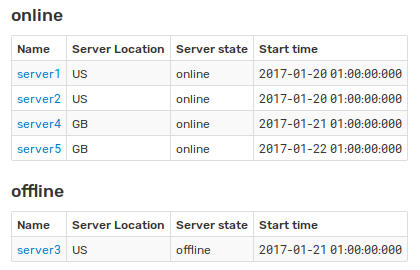 online
Name Server Location Server state Start time
server1 US online 2017-01-20 01:00:00:000
server2 US online 2017-01-20 01:00:00:000
server4 GB online 2017-01-21 01:00:00:000
server5 GB online 2017-01-22 01:00:00:000
offline
Name Server Location Server state Start time
server3 US offline 2017-01-21 01:00:00:000